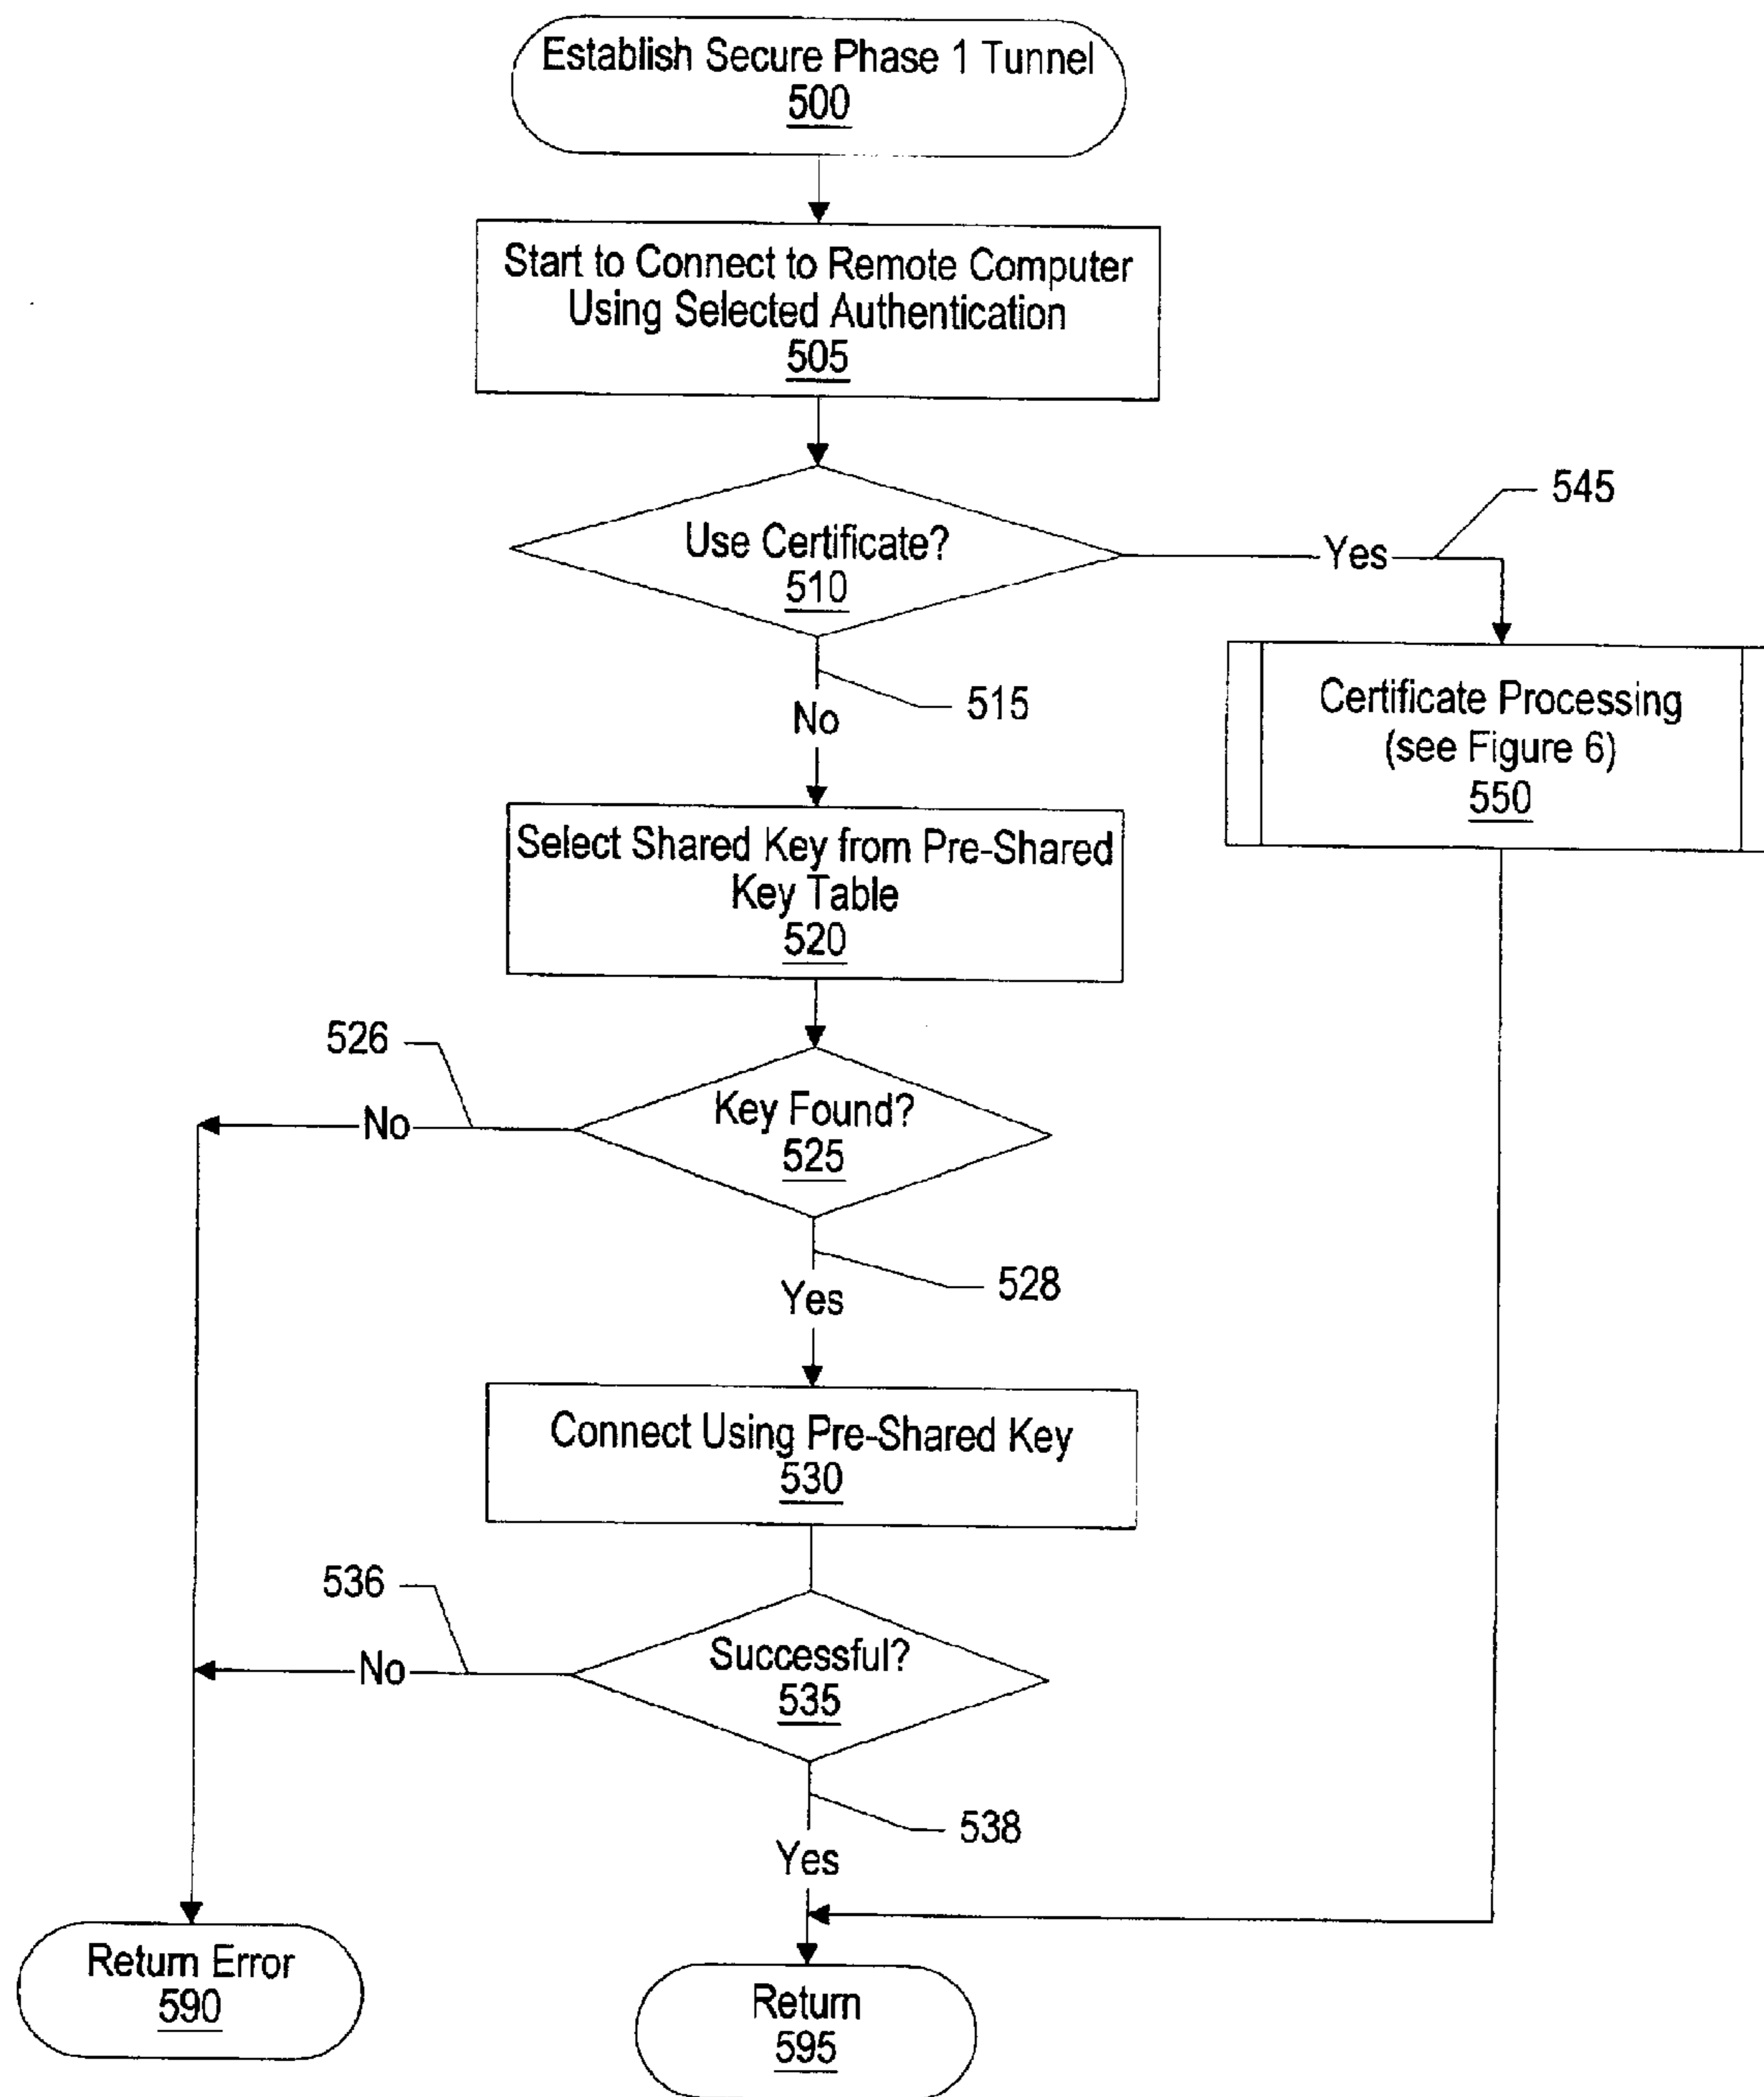 Establish Secure Phase 1 Tunnel
500
Start to Connect to Remote Computer
Using Selected Authentication
505
Use Certificate?
510
Yes
545
No
515
Certificate Processing
(see Figure 6)
550
Select Shared Key from Pre-Shared
Key Table
520
526
No
Key Found?
525
528
Yes
Connect Using Pre-Shared Key
530
536
No
Successful?
535
538
Yes
Return Error
590
Return
595